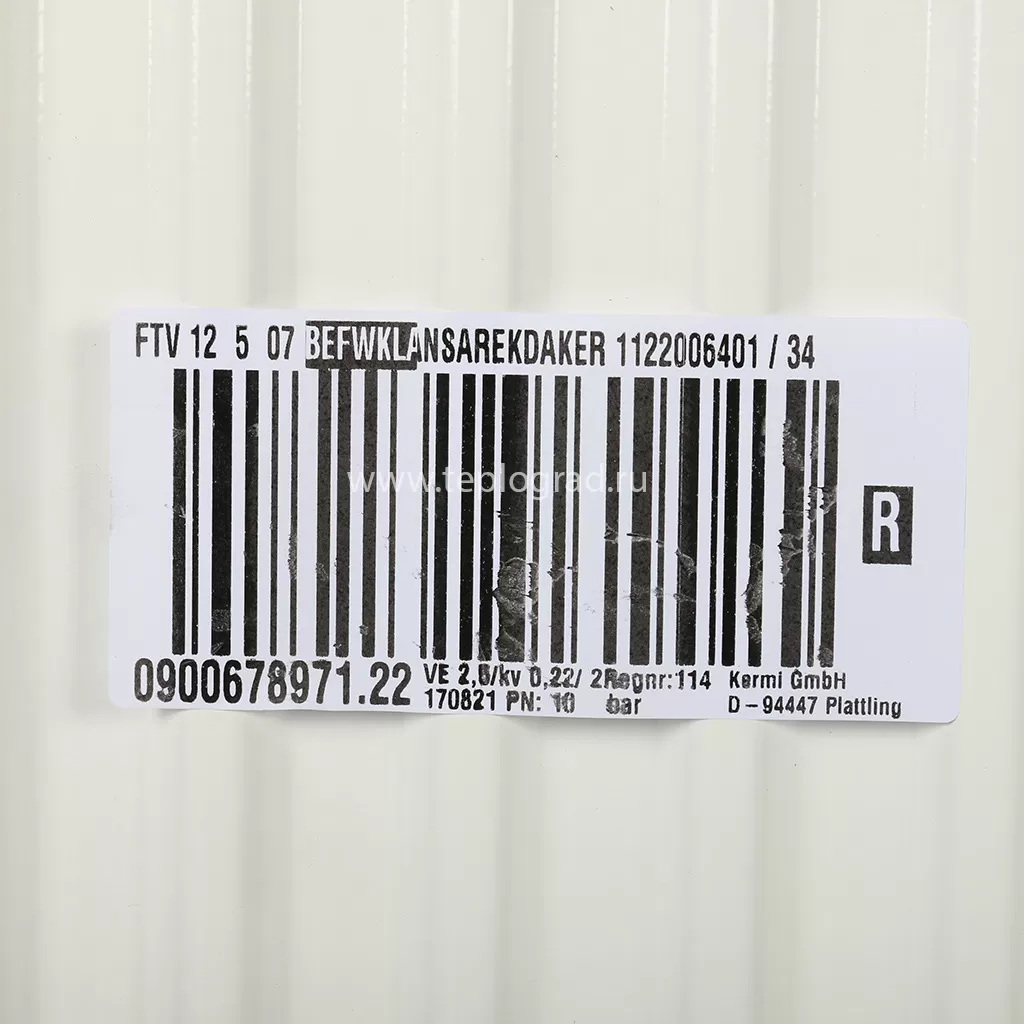 FTV 12 5 07 BEFWKLANSAREKDAKER 1122006401 / 34
www.teplograd.ru
R
0900678971.22
VE 2,5/kv 0,22/ 2Regnr:114 Kermi GmbH
170821 PN: 10 bar D-94447 Plattling